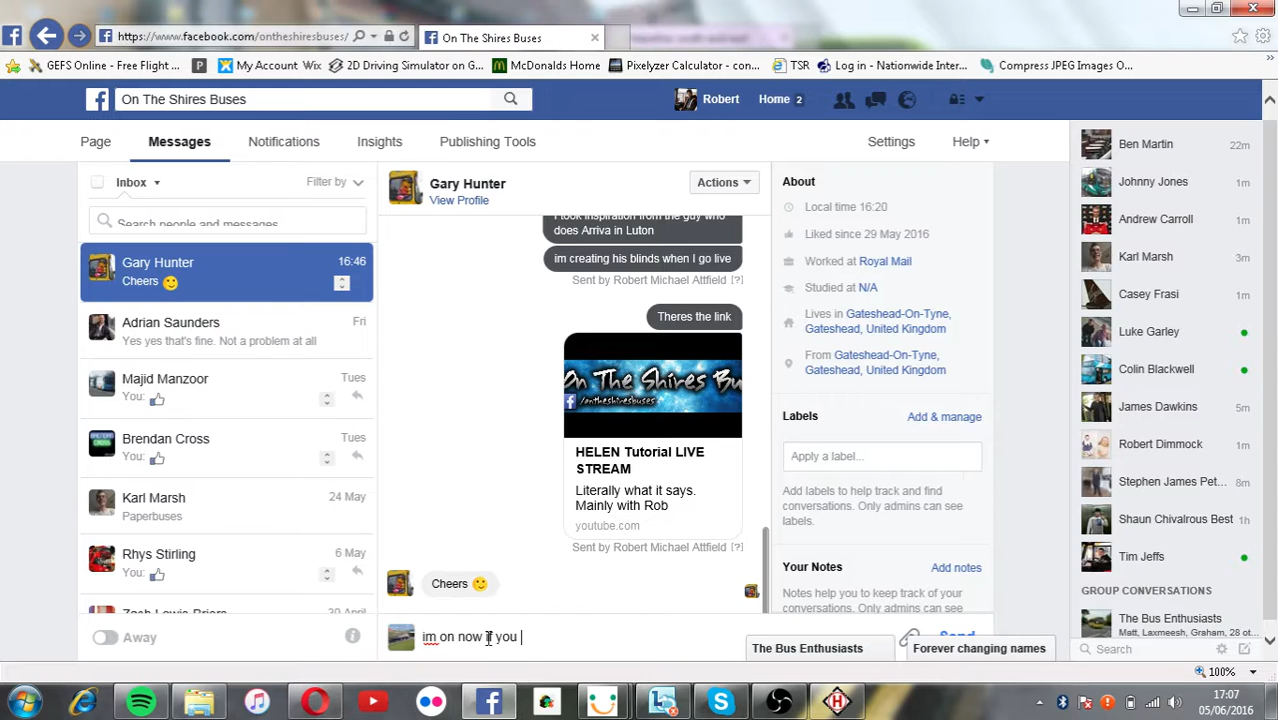 https://www.facebook.com/ontheshiresbuses/
On The Shires Buses
GEFS Online - Free Flight ...
P
My Account
Wix
2D Driving Simulator on G...
McDonalds Home
Pixelyzer Calculator - con...
TSR
Log in - Nationwide Inter...
Compress JPEG Images O...
On The Shires Buses
Robert
Home 2
Page
Messages
Notifications
Insights
Publishing Tools
Settings
Help
Inbox
Filter by
Search people and messages
Gary Hunter
16:46
Cheers
Adrian Saunders
Fri
Yes yes that's fine. Not a problem at all
Majid Manzoor
Tues
You:
Brendan Cross
Tues
You:
Karl Marsh
24 May
Paperbuses
Rhys Stirling
6 May
You:
30 April
Away
Gary Hunter
View Profile
Actions
I took inspiration from the guy who
does Arriva in Luton
im creating his blinds when I go live
Sent by Robert Michael Attfield [?]
Theres the link
On The Shires Bu
/ontheshiresbuses
HELEN Tutorial LIVE
STREAM
Literally what it says.
Mainly with Rob
youtube.com
Sent by Robert Michael Attfield [?]
Cheers
im on now if you
Send
About
Local time 16:20
Liked since 29 May 2016
Worked at Royal Mail
Studied at N/A
Lives in Gateshead-On-Tyne,
Gateshead, United Kingdom
From Gateshead-On-Tyne,
Gateshead, United Kingdom
Labels
Add & manage
Apply a label...
Add labels to help track and find
conversations. Only admins can see
labels.
Your Notes
Add notes
Add notes to help keep track of your
conversations. Only admins can see
The Bus Enthusiasts
Forever changing names
Ben Martin
22m
Johnny Jones
1m
Andrew Carroll
1m
Karl Marsh
3m
Casey Frasi
1m
Luke Garley
Colin Blackwell
James Dawkins
5m
Robert Dimmock
1m
Stephen James Pet...
8m
Shaun Chivalrous Best
1h
Tim Jeffs
GROUP CONVERSATIONS
The Bus Enthusiasts
Matt, Laxmeesh, Graham, 28 ot...
Search
100%
17:07
05/06/2016